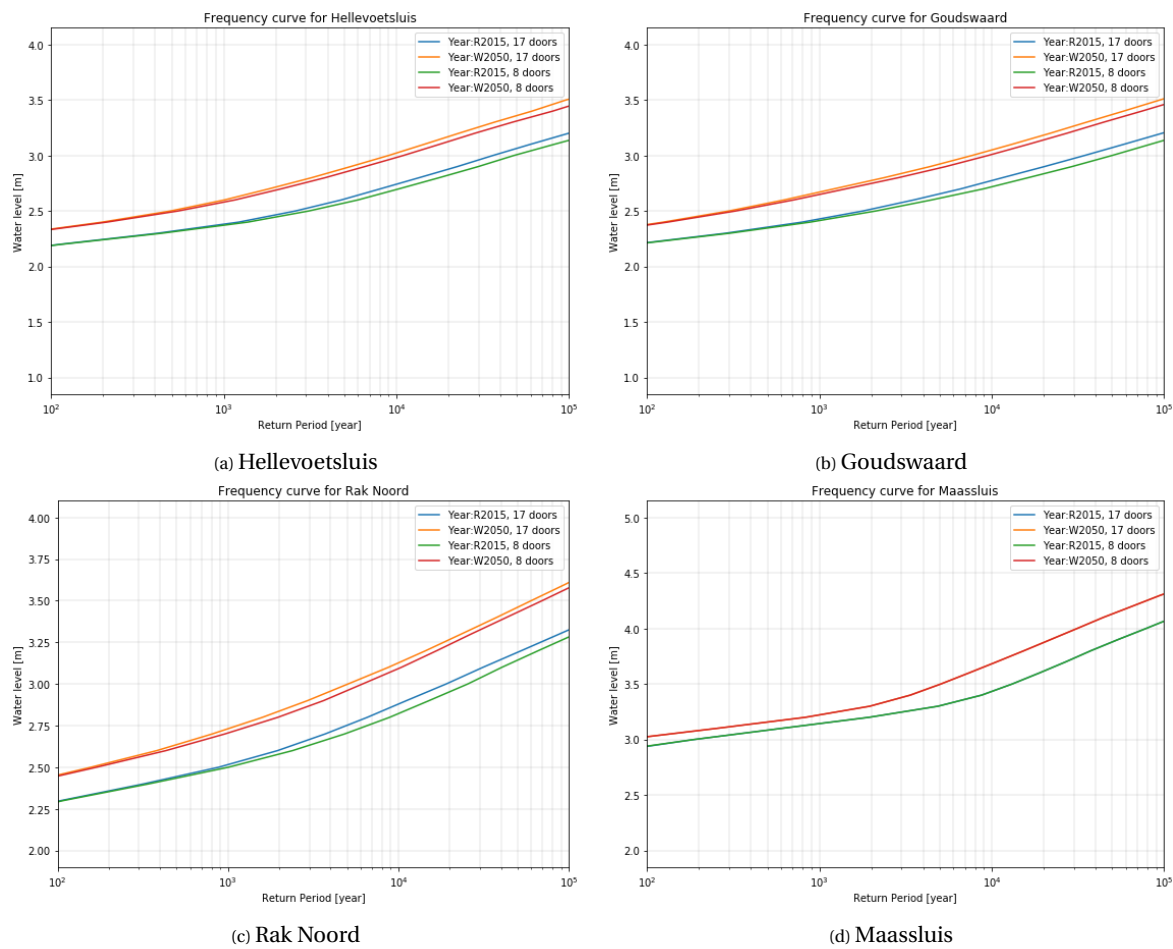 Frequency curve for Hellevoetsluis
4.0
3.5
3.0
2.5
2.0
1.5
1.0
Water level [m]
Year:R2015, 17 doors
Year:W2050, 17 doors
Year:R2015, 8 doors
Year:W2050, 8 doors
10²
10³
10⁴
10⁵
Return Period [year]
(a) Hellevoetsluis
Frequency curve for Goudswaard
4.0
3.5
3.0
2.5
2.0
1.5
1.0
Water level [m]
Year:R2015, 17 doors
Year:W2050, 17 doors
Year:R2015, 8 doors
Year:W2050, 8 doors
10²
10³
10⁴
10⁵
Return Period [year]
(b) Goudswaard
Frequency curve for Rak Noord
4.00
3.75
3.50
3.25
3.00
2.75
2.50
2.25
2.00
Water level [m]
Year:R2015, 17 doors
Year:W2050, 17 doors
Year:R2015, 8 doors
Year:W2050, 8 doors
10²
10³
10⁴
10⁵
Return Period [year]
(c) Rak Noord
Frequency curve for Maassluis
5.0
4.5
4.0
3.5
3.0
2.5
2.0
Water level [m]
Year:R2015, 17 doors
Year:W2050, 17 doors
Year:R2015, 8 doors
Year:W2050, 8 doors
10²
10³
10⁴
10⁵
Return Period [year]
(d) Maassluis